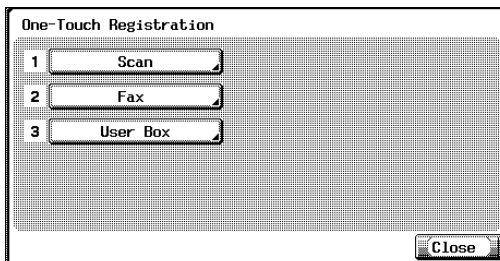 One-Touch Registration
1 Scan
2 Fax
3 User Box
Close